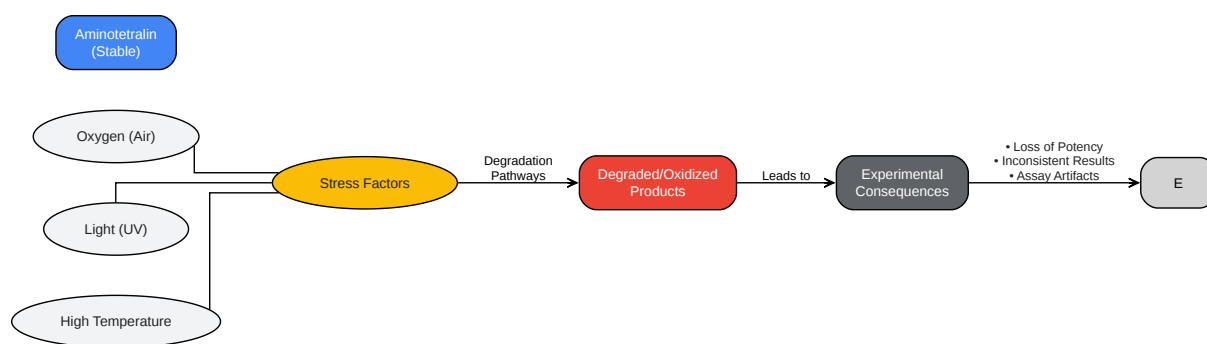 Aminotetralin
(Stable)
Oxygen (Air)
Light (UV)
High Temperature
Stress Factors
Degradation
Pathways
Degraded/Oxidized
Products
Leads to
Experimental
Consequences
• Loss of Potency
• Inconsistent Results
• Assay Artifacts
E